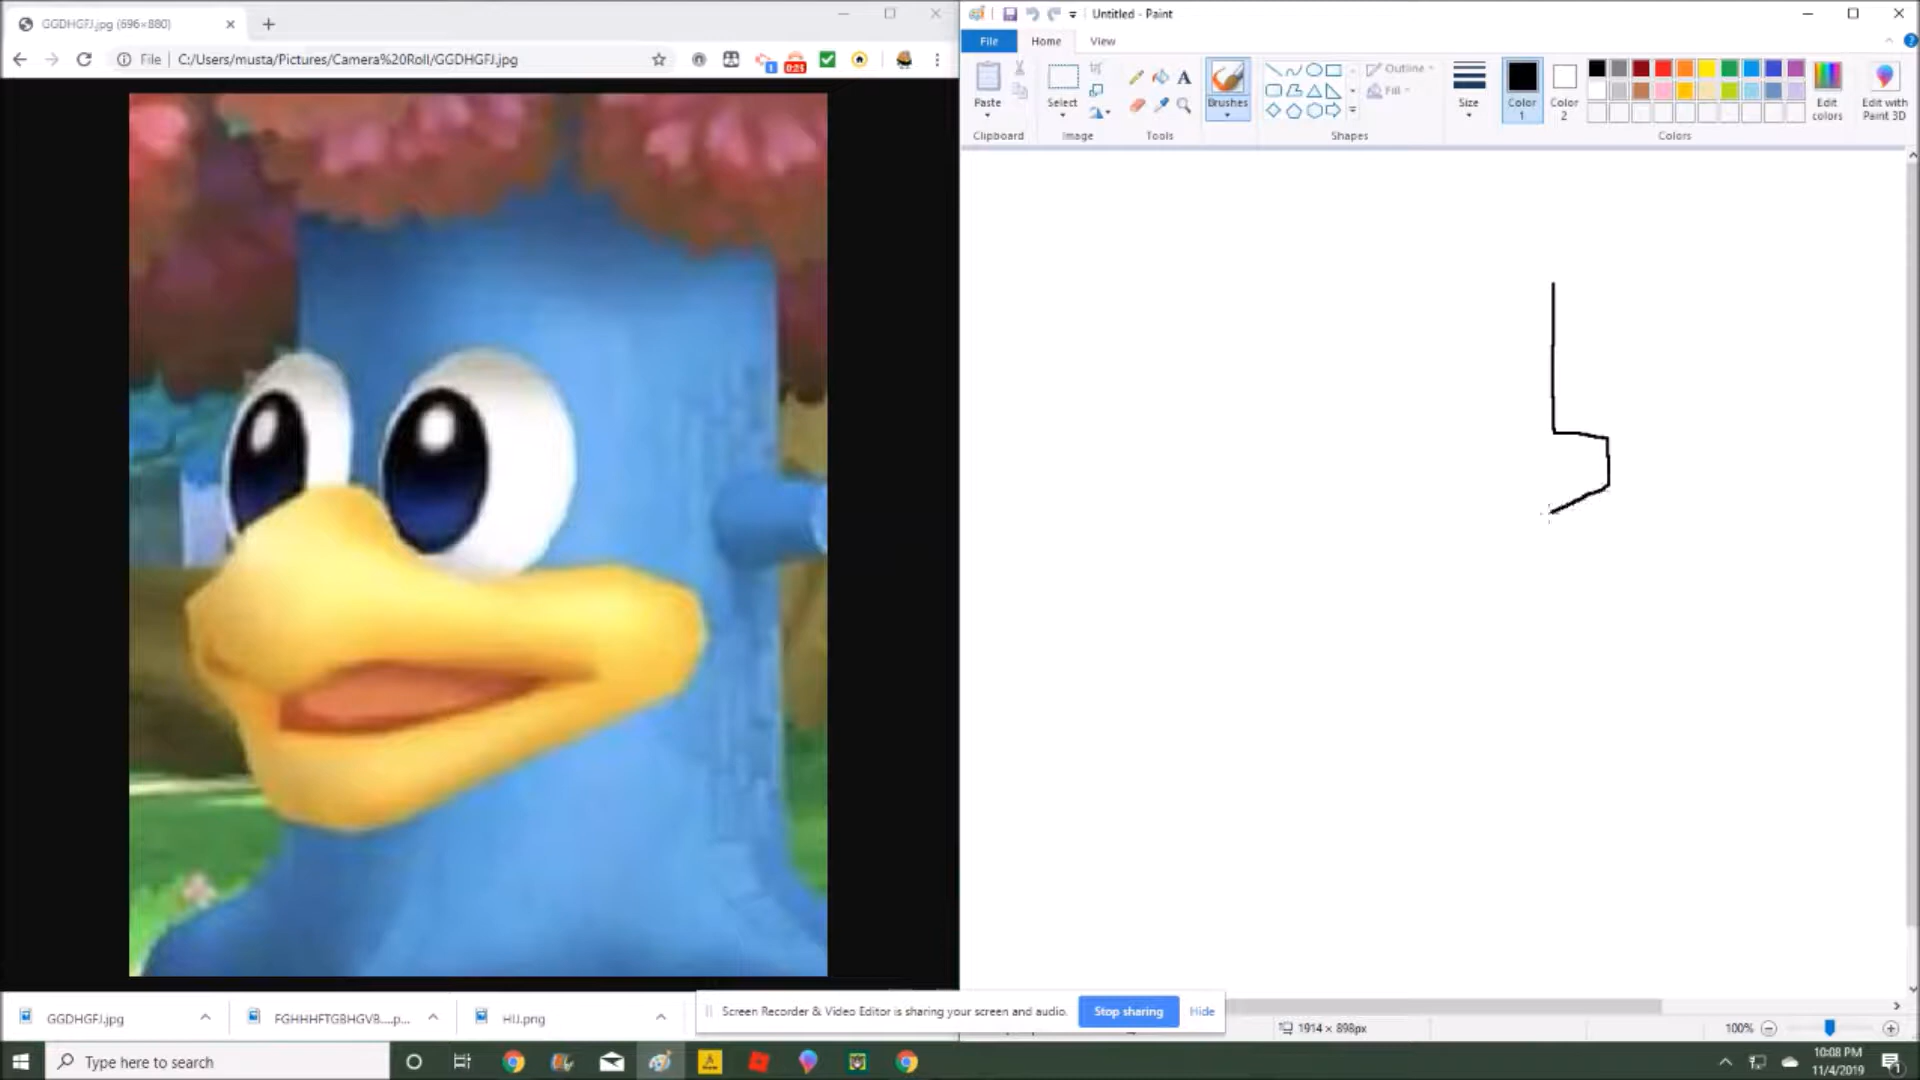 GGDHGFJ.jpg (696×880)
File C:/Users/musta/Pictures/Camera%20Roll/GGDHGFJ.jpg
Untitled - Paint
File Home View
Paste
Select
Brushes
Outline
Fill
Size
Color 1
Color 2
Edit colors
Edit with Paint 3D
Clipboard
Image
Tools
Shapes
Colors
GGDHGFJ.jpg
FGHHHFTGBHGVB....p...
HIJ.png
Screen Recorder & Video Editor is sharing your screen and audio.
Stop sharing
Hide
1914 × 898px
100%
Type here to search
10:08 PM
11/4/2019